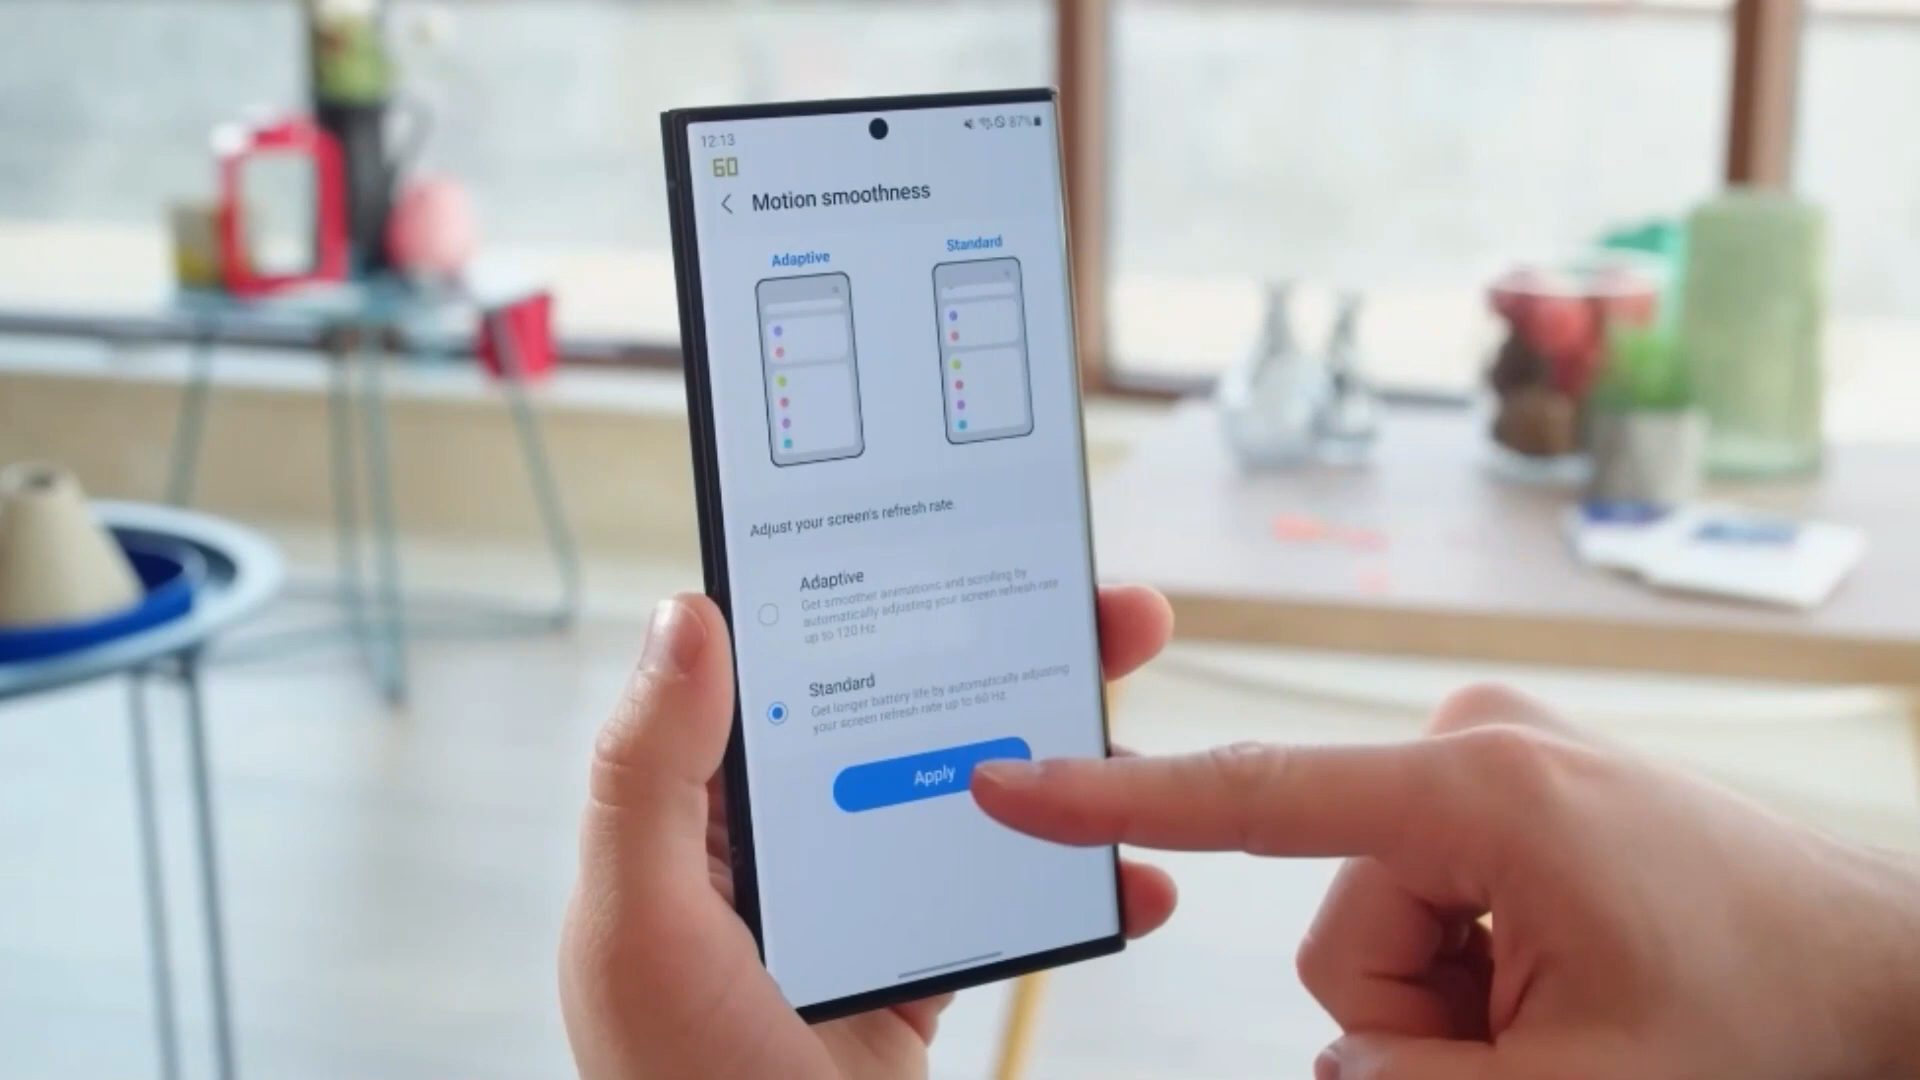 12:13
87%
60
Motion smoothness
Adaptive
Standard
Adjust your screen's refresh rate.
Adaptive
Get smoother animations and scrolling by
automatically adjusting your screen refresh rate
up to 120 Hz.
Standard
Get longer battery life by automatically adjusting
your screen refresh rate up to 60 Hz.
Apply